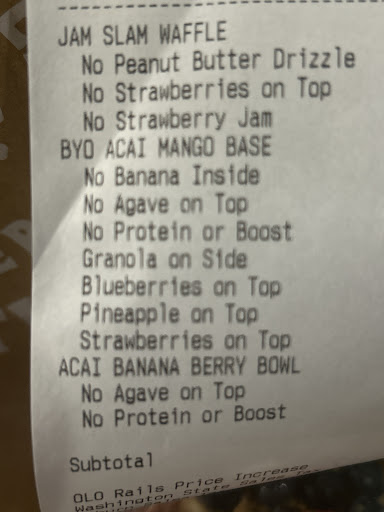 JAM SLAM WAFFLE
No Peanut Butter Drizzle
No Strawberries on Top
No Strawberry Jam
BYO ACAI MANGO BASE
No Banana Inside
No Agave on Top
No Protein or Boost
Granola on Side
Blueberries on Top
Pineapple on Top
Strawberries on Top
ACAI BANANA BERRY BOWL
No Agave on Top
No Protein or Boost
Subtotal
OLO Rails Price Increase
Washington State Sales